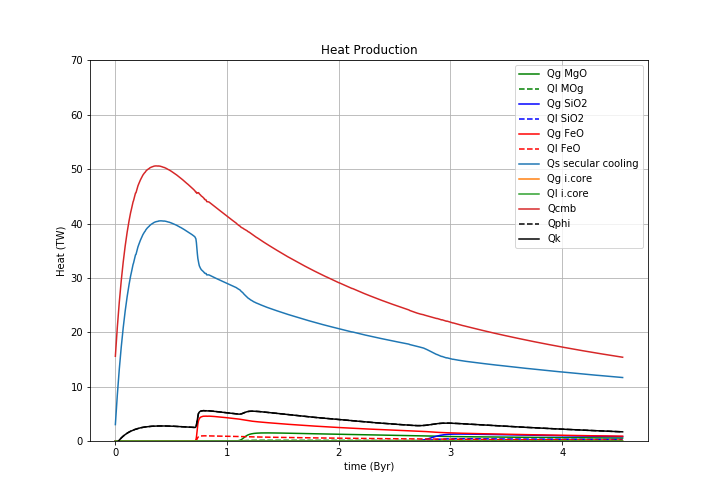 Heat Production
70
60
50
40
30
20
10
0
Heat (TW)
0 1 2 3 4
time (Byr)
Qg MgO
Ql MOg
Qg SiO2
Ql SiO2
Qg FeO
Ql FeO
Qs secular cooling
Qg i.core
Ql i.core
Qcmb
Qphi
Qk